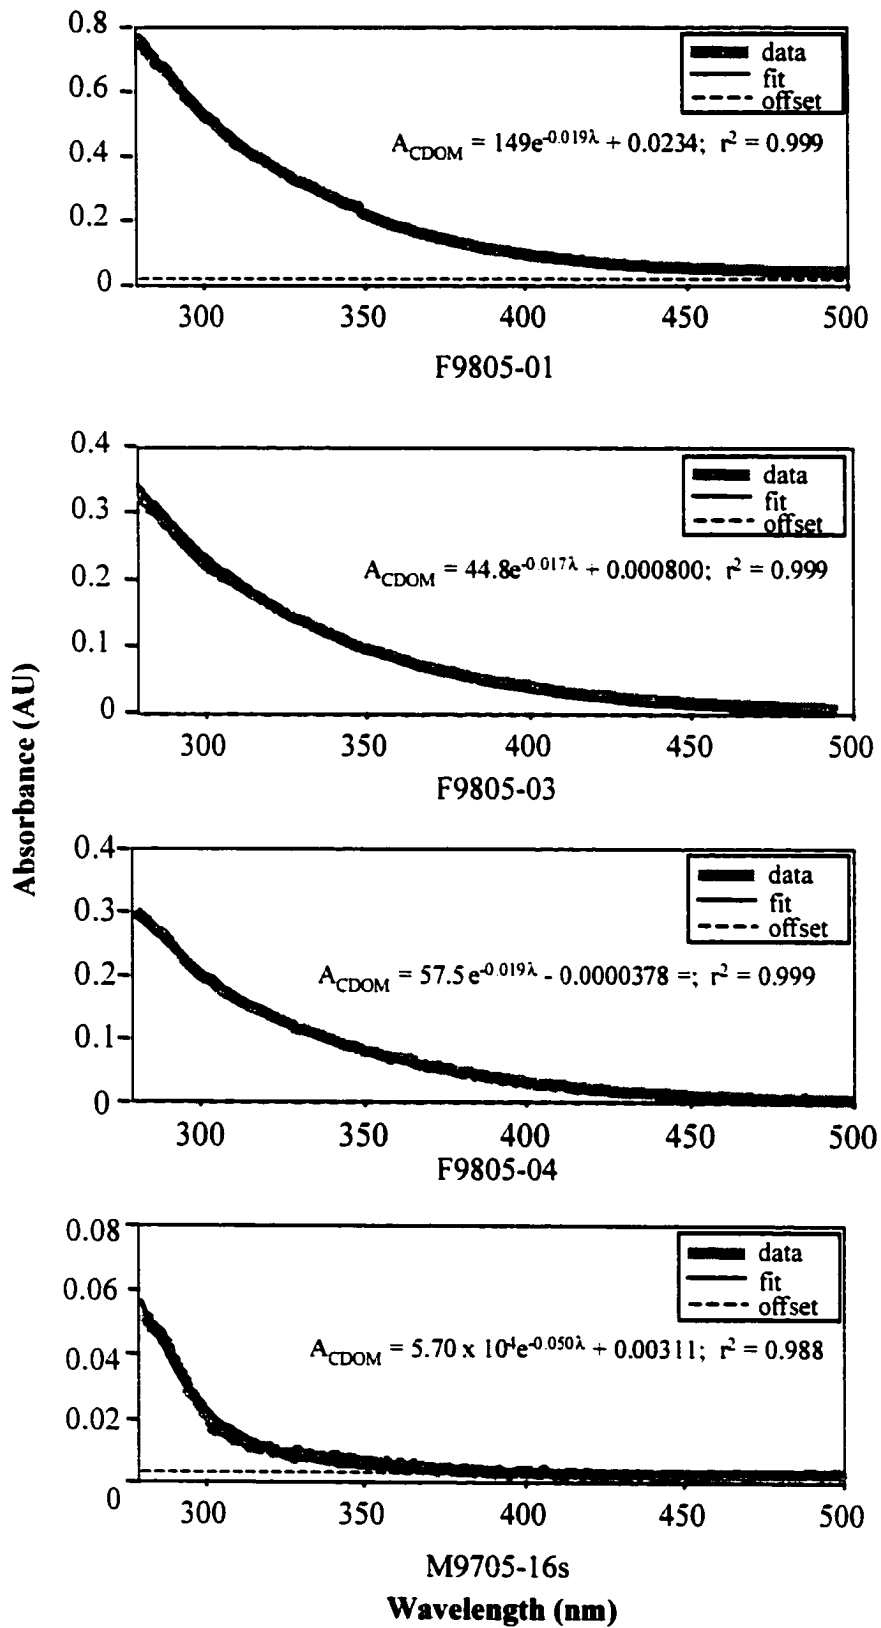 0.8
data
fit
offset
0.6
A_CDOM = 149e^-0.019λ + 0.0234; r² = 0.999
0.4
0.2
0
300 350 400 450 500
F9805-01
0.4
data
fit
offset
0.3
A_CDOM = 44.8e^-0.017λ + 0.000800; r² = 0.999
0.2
0.1
0
300 350 400 450 500
F9805-03
Absorbance (AU)
0.4
data
fit
offset
0.3
A_CDOM = 57.5e^-0.019λ - 0.0000378 =; r² = 0.999
0.2
0.1
0
300 350 400 450 500
F9805-04
0.08
data
fit
offset
0.06
A_CDOM = 5.70 x 10⁴e^-0.050λ + 0.00311; r² = 0.988
0.04
0.02
0
300 350 400 450 500
M9705-16s
Wavelength (nm)